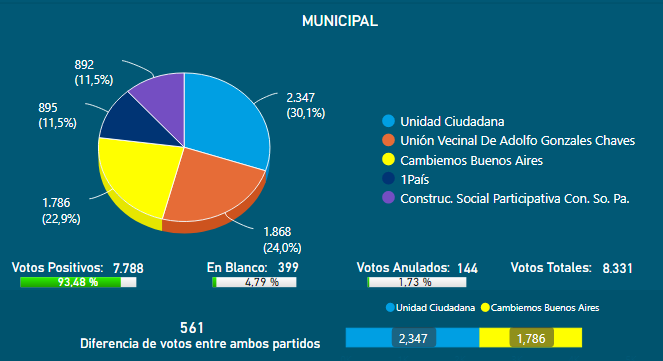 MUNICIPAL
892
(11,5%)
895
(11,5%)
1.786
(22,9%)
2.347
(30,1%)
1.868
(24,0%)
Unidad Ciudadana
Unión Vecinal De Adolfo Gonzales Chaves
Cambiemos Buenos Aires
1País
Construc. Social Participativa Con. So. Pa.
Votos Positivos: 7.788
93,48 %
En Blanco: 399
4,79 %
Votos Anulados: 144
1,73 %
Votos Totales: 8.331
561
Diferencia de votos entre ambos partidos
Unidad Ciudadana Cambiemos Buenos Aires
2,347 1,786